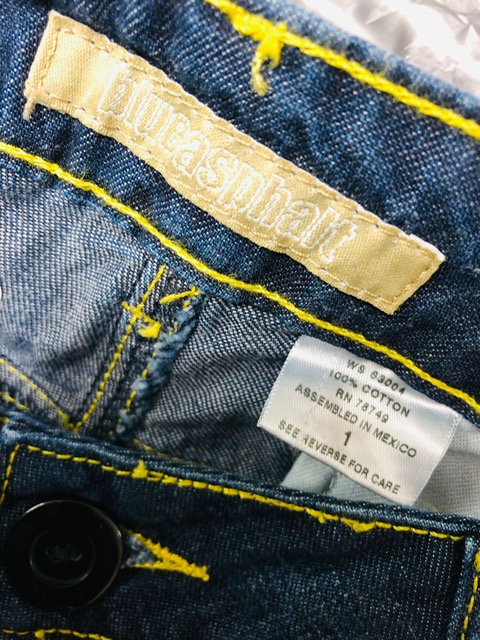 blueasphalt
WS 63004
100% COTTON
RN 78749
ASSEMBLED IN MEXICO
1
SEE REVERSE FOR CARE